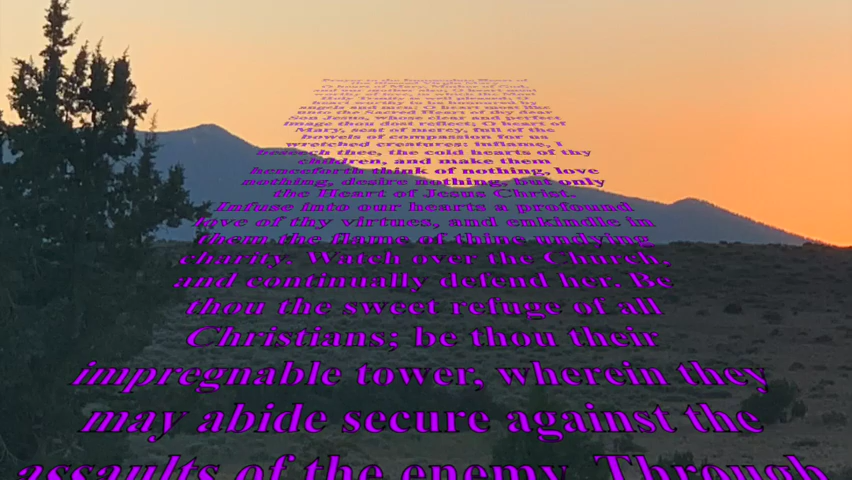 Prayer to the Immaculate Heart of
O heart of Mary, Mother of God,
and our mother also; O heart most
worthy of love, in which the most
Holy Trinity is well pleased; O
heart worthy to be honoured by
angels and men; O heart most like
unto the Sacred Heart of thy dear
Son Jesus, whose clear and perfect
image thou dost reflect; O heart of
Mary, seat of mercy, full of the
bowels of compassion for us
wretched creatures: inflame, I
beseech thee, the cold hearts of thy
children, and make them
henceforth think of nothing, love
nothing, desire nothing, but only
the Heart of Jesus Christ.
Infuse into our hearts a profound
love of thy virtues, and enkindle in
them the flame of thine undying
charity. Watch over the Church,
and continually defend her. Be
thou the sweet refuge of all
Christians; be thou their
impregnable tower, wherein they
may abide secure against the
assaults of the enemy. Through